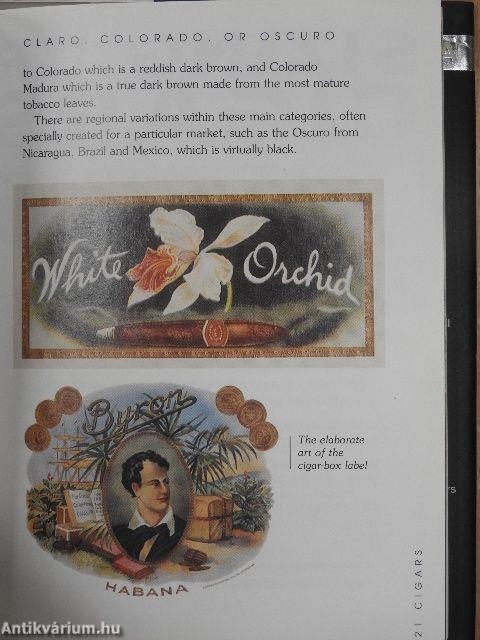 CLARO, COLORADO, OR OSCURO
to Colorado which is a reddish dark brown, and Colorado
Madura which is a true dark brown made from the most mature
tobacco leaves.
There are regional variations within these main categories, often
specially created for a particular market, such as the Oscuro from
Nicaragua, Brazil and Mexico, which is virtually black.
White Orchid
Byron
HABANA
The elaborate
art of the
cigar-box label
21 CIGARS
Antikvárium.hu